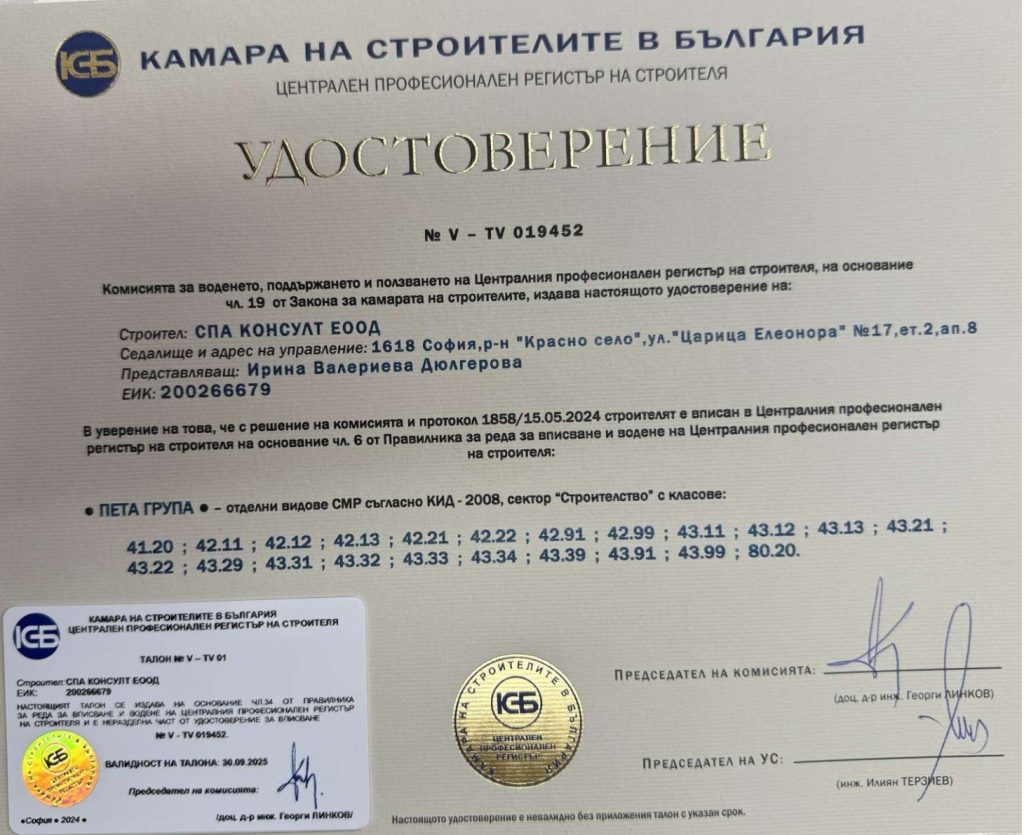 КСБ
КАМАРА НА СТРОИТЕЛИТЕ В БЪЛГАРИЯ
ЦЕНТРАЛЕН ПРОФЕСИОНАЛЕН РЕГИСТЪР НА СТРОИТЕЛЯ
УДОСТОВЕРЕНИЕ
№ V – TV 019452
Комисията за воденето, поддържането и ползването на Централния професионален регистър на строителя, на основание
чл. 19 от Закона за камарата на строителите, издава настоящото удостоверение на:
Строител: СПА КОНСУЛТ ЕООД
Седалище и адрес на управление: 1618 София,р-н "Красно село",ул."Царица Елеонора" №17,ет.2,ап.8
Представляващ: Ирина Валериева Дюлгерова
ЕИК: 200266679
В уверение на това, че с решение на комисията и протокол 1858/15.05.2024 строителят е вписан в Централния професионален
регистър на строителя на основание чл. 6 от Правилника за реда за вписване и водене на Централния професионален регистър
на строителя:
• ПЕТА ГРУПА • – отделни видове СМР съгласно КИД - 2008, сектор “Строителство” с класове:
41.20 ; 42.11 ; 42.12 ; 42.13 ; 42.21 ; 42.22 ; 42.91 ; 42.99 ; 43.11 ; 43.12 ; 43.13 ; 43.21 ;
43.22 ; 43.29 ; 43.31 ; 43.32 ; 43.33 ; 43.34 ; 43.39 ; 43.91 ; 43.99 ; 80.20.
КСБ
КАМАРА НА СТРОИТЕЛИТЕ В БЪЛГАРИЯ
ЦЕНТРАЛЕН ПРОФЕСИОНАЛЕН РЕГИСТЪР НА СТРОИТЕЛЯ
ТАЛОН № V – TV 01
Строител:СПА КОНСУЛТ ЕООД
ЕИК: 200266679
НАСТОЯЩИЯТ ТАЛОН СЕ ИЗДАВА НА ОСНОВАНИЕ ЧЛ.34 ОТ ПРАВИЛНИКА
ЗА РЕДА ЗА ВПИСВАНЕ И ВОДЕНЕ НА ЦЕНТРАЛНИЯ ПРОФЕСИОНАЛЕН РЕГИСТЪР
НА СТРОИТЕЛЯ И Е НЕРАЗДЕЛНА ЧАСТ ОТ УДОСТОВЕРЕНИЕ ЗА ВПИСВАНЕ
№ V - TV 019452.
ВАЛИДНОСТ НА ТАЛОНА: 30.09.2025
Председател на комисията:
/доц. д-р инж. Георги ЛИНКОВ/
•София • 2024 •
КСБ
КАМАРА НА СТРОИТЕЛИТЕ В БЪЛГАРИЯ
КСБ
ЦЕНТРАЛЕН
ПРОФЕСИОНАЛЕН
РЕГИСТЪР
ПРЕДСЕДАТЕЛ НА КОМИСИЯТА:
(доц. д-р инж. Георги ЛИНКОВ)
ПРЕДСЕДАТЕЛ НА УС:
(инж. Илиян ТЕРЗИЕВ)
Настоящото удостоверение е невалидно без приложения талон с указан срок.